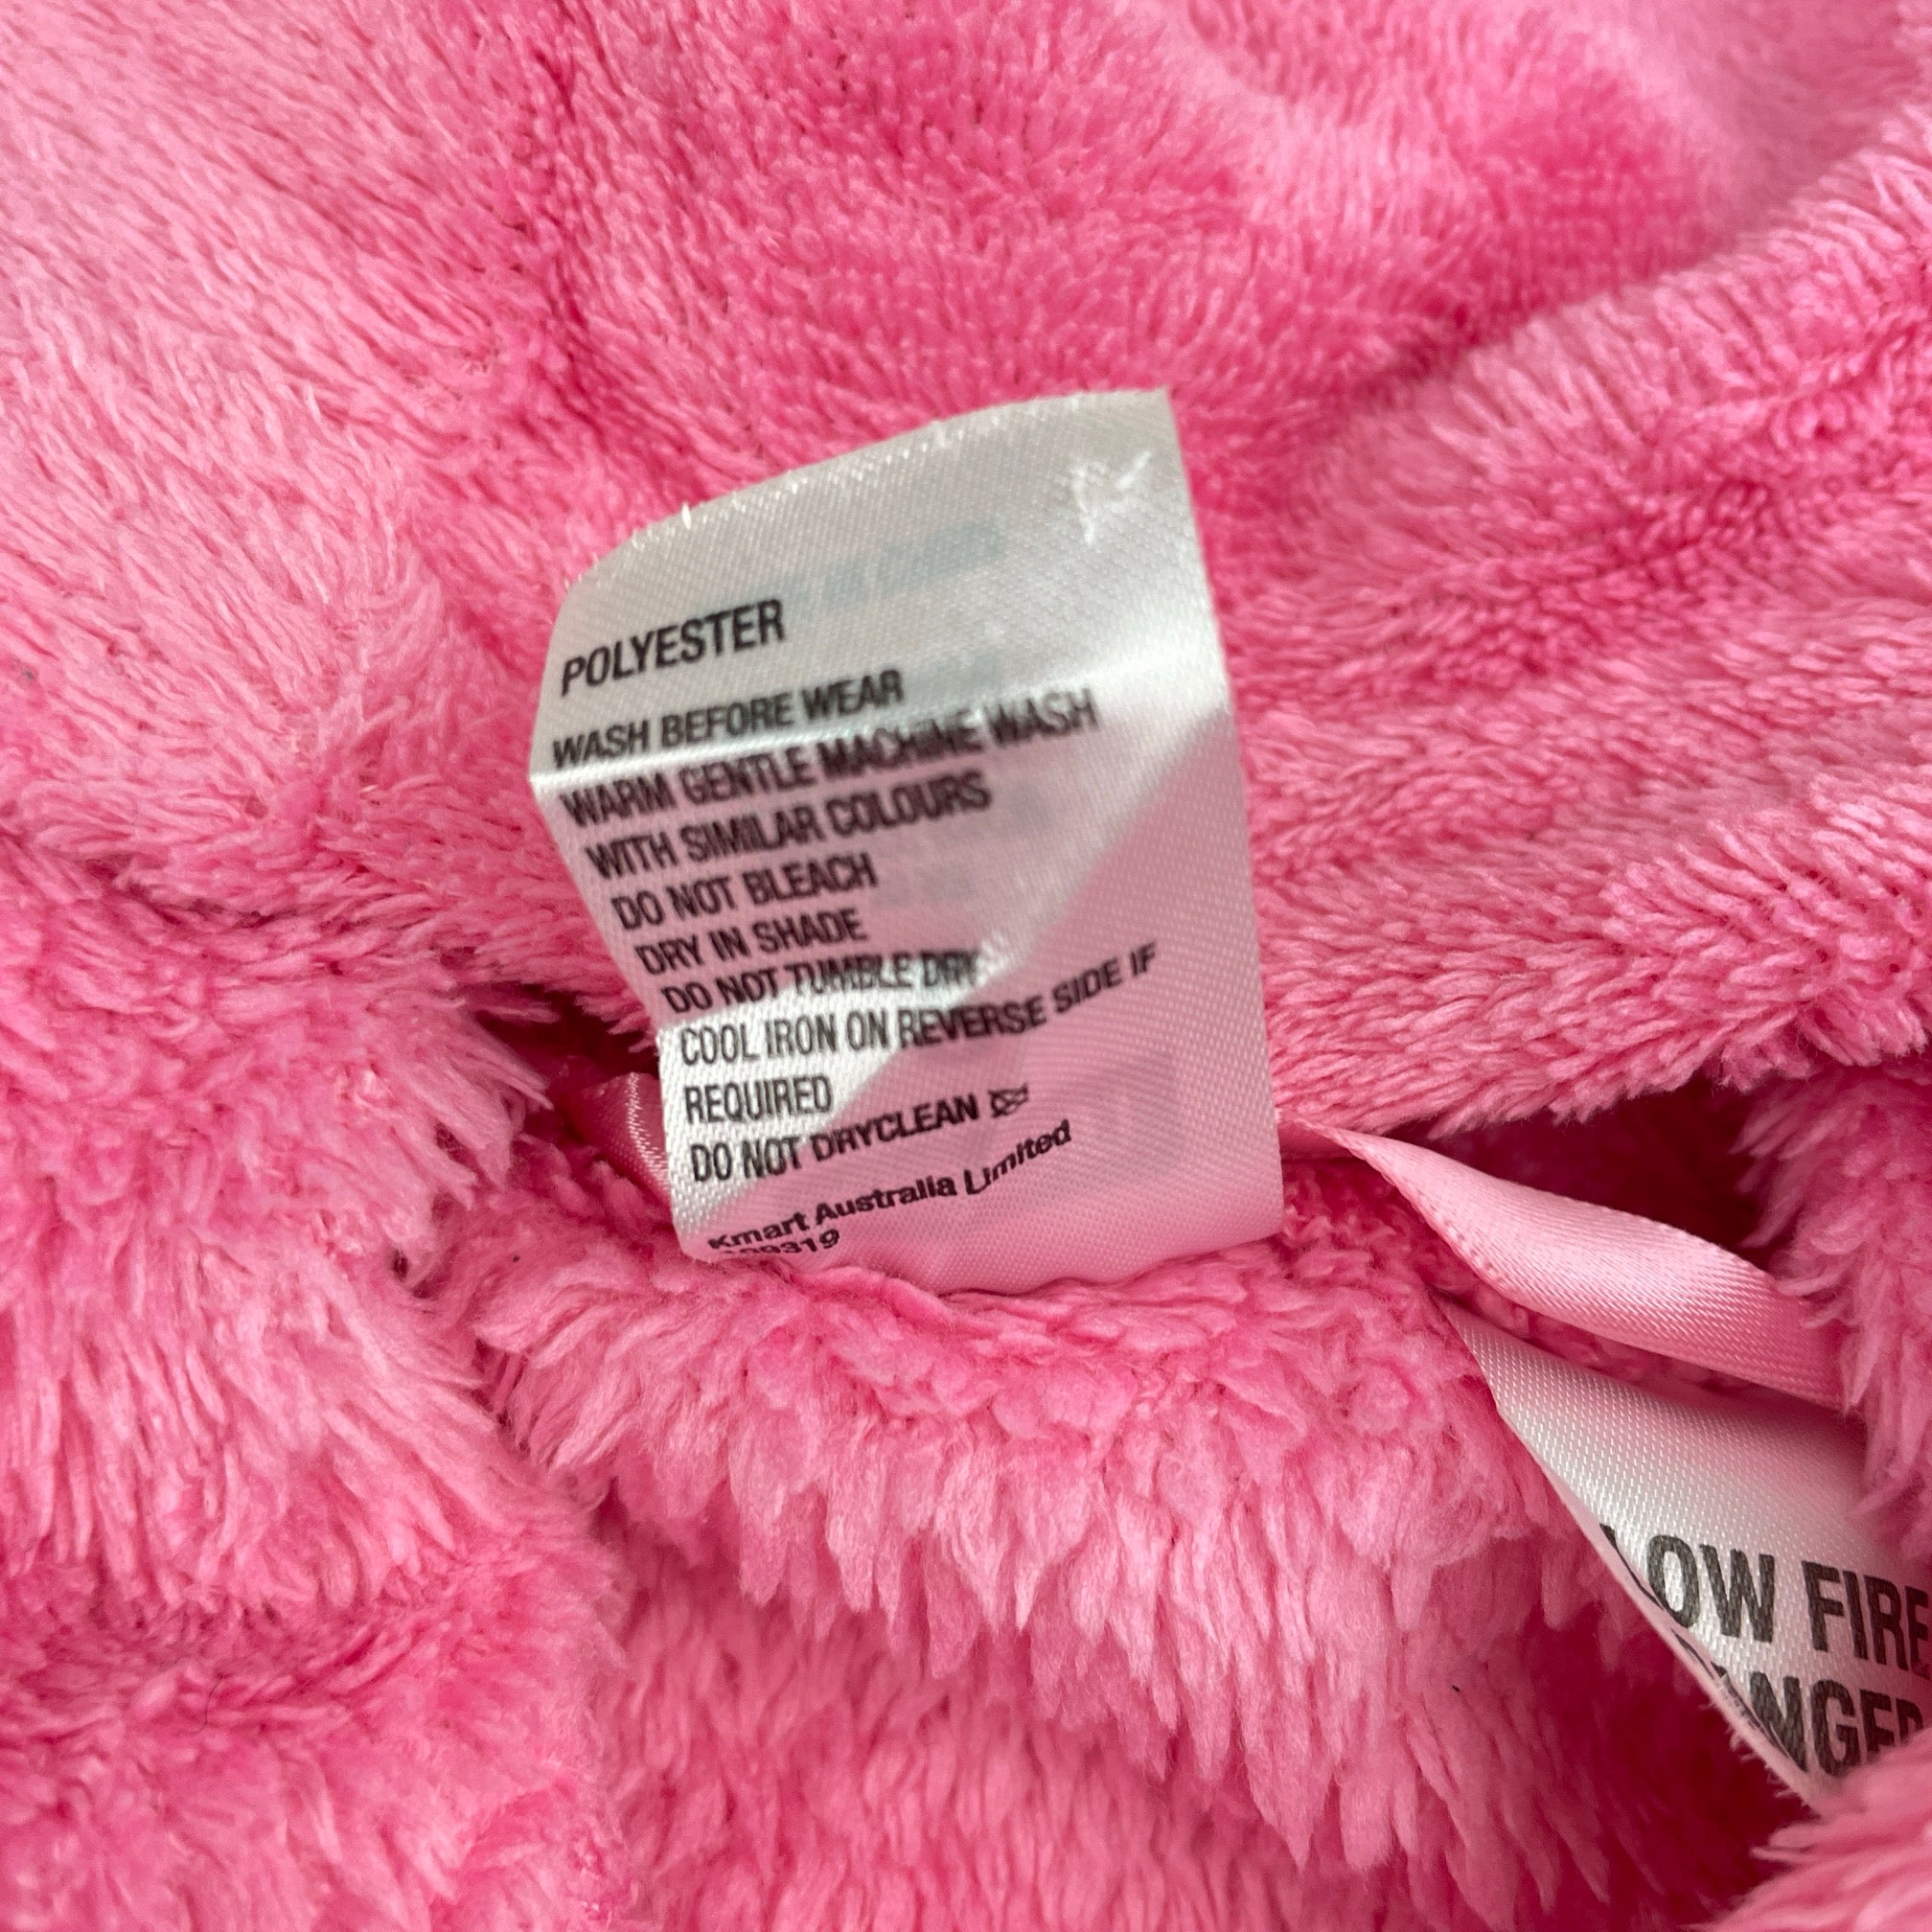 POLYESTER
WASH BEFORE WEAR
WARM GENTLE MACHINE WASH
WITH SIMILAR COLOURS
DO NOT BLEACH
DRY IN SHADE
DO NOT TUMBLE DRY
COOL IRON ON REVERSE SIDE IF
REQUIRED
DO NOT DRYCLEAN
Kmart Australia Limited
OW FIRE
NGER